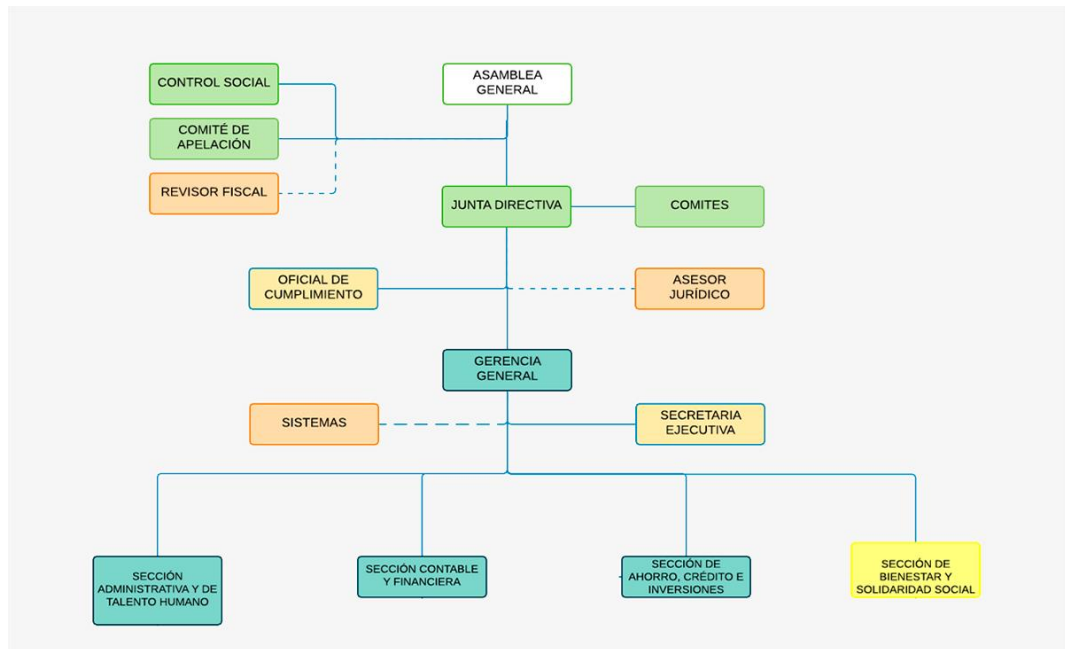 CONTROL SOCIAL
ASAMBLEA
GENERAL
COMITÉ DE
APELACIÓN
REVISOR FISCAL
JUNTA DIRECTIVA
COMITES
OFICIAL DE
CUMPLIMIENTO
ASESOR
JURÍDICO
GERENCIA
GENERAL
SISTEMAS
SECRETARIA
EJECUTIVA
SECCIÓN
ADMINISTRATIVA Y DE
TALENTO HUMANO
SECCIÓN CONTABLE
Y FINANCIERA
SECCIÓN DE
AHORRO, CRÉDITO E
INVERSIONES
SECCIÓN DE
BIENESTAR Y
SOLIDARIDAD SOCIAL